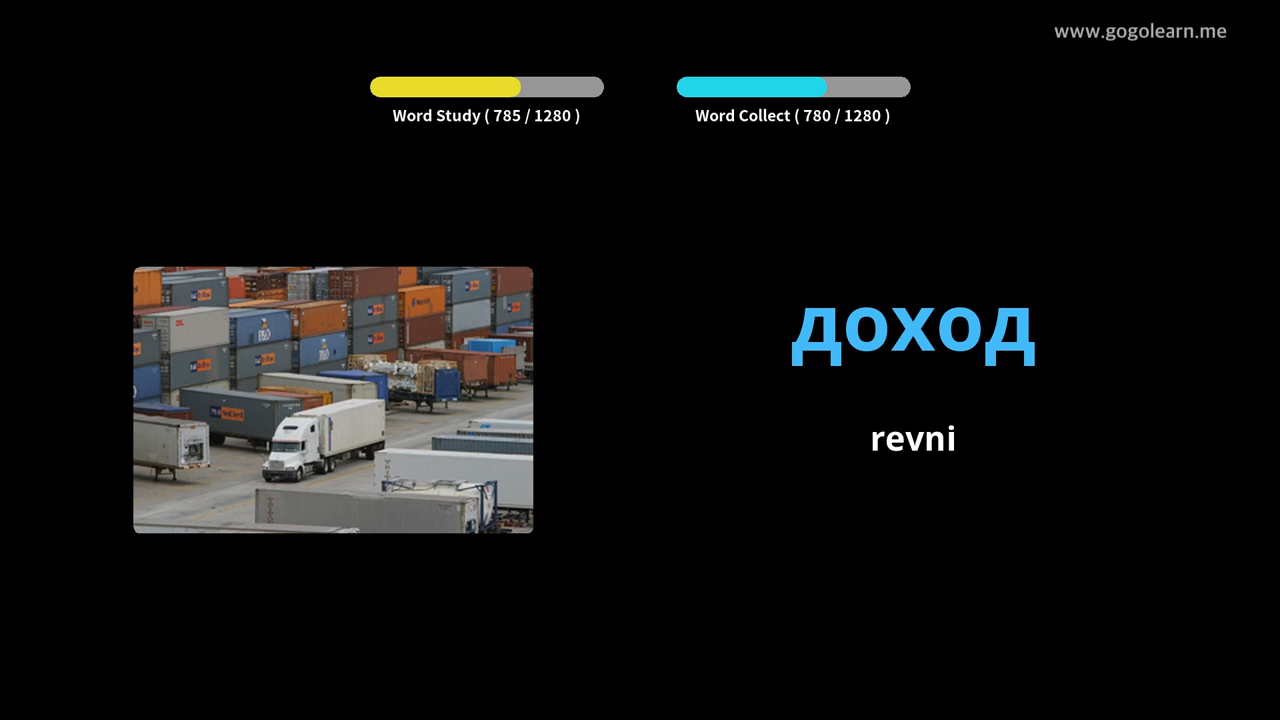 www.gogolearn.me
Word Study ( 785 / 1280 )
Word Collect ( 780 / 1280 )
доход
revni
P&O
P&O